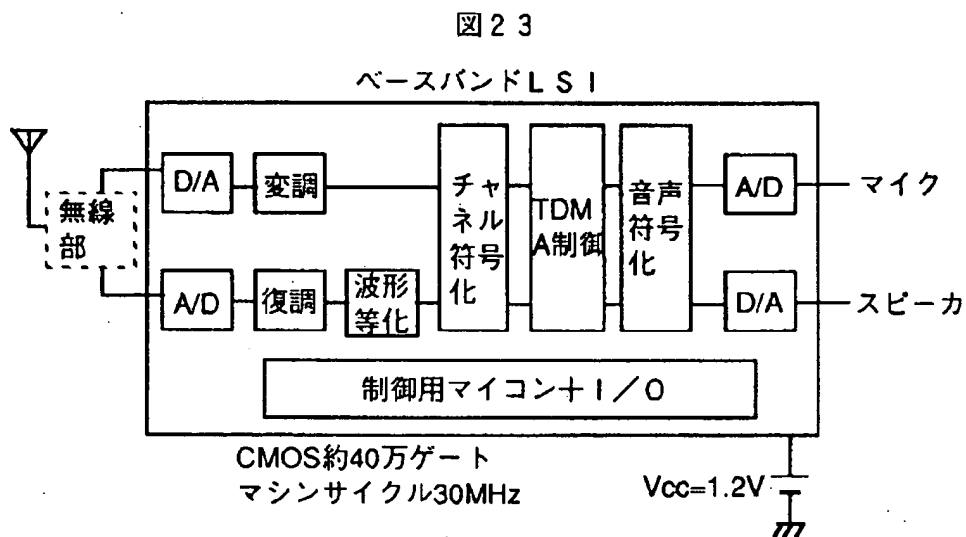 図23
ベースバンドLSI
D/A
変調
チャ
ネル
符号
化
TDM
A制御
音声
符号
化
A/D
マイク
無線
部
A/D
復調
波形
等化
D/A
スピーカ
制御用マイコン+I/O
CMOS約40万ゲート
マシンサイクル30MHz
Vcc=1.2V